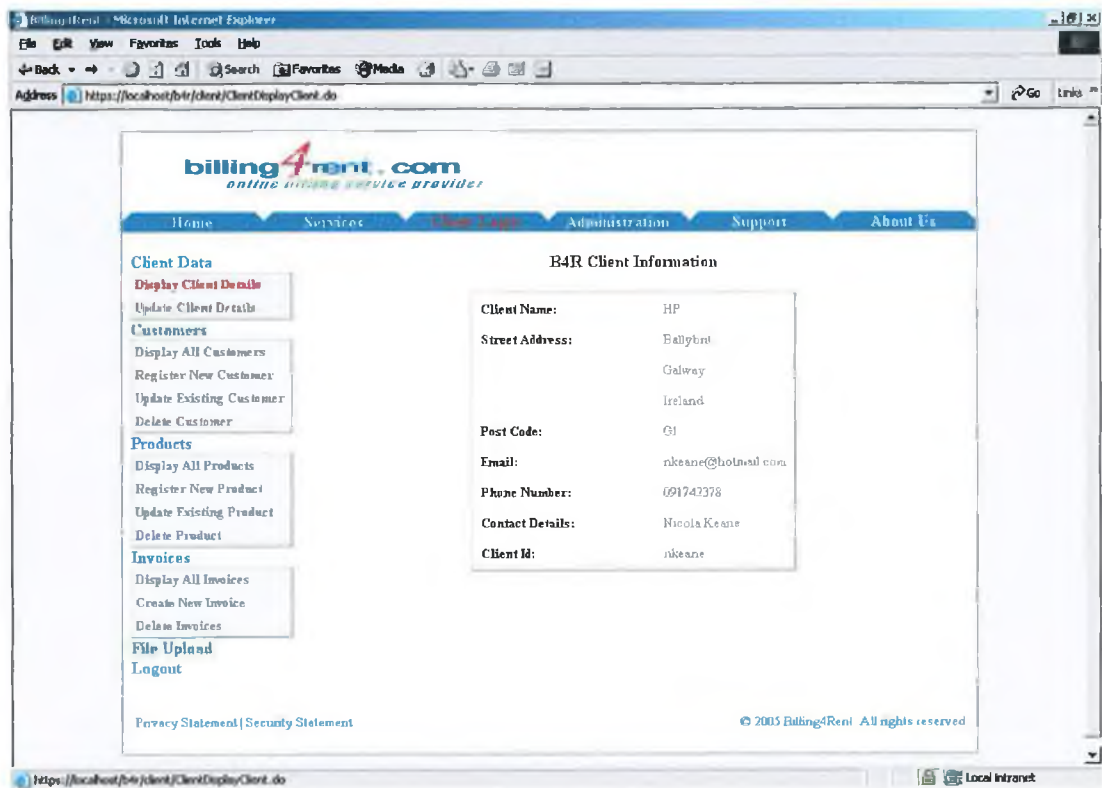 Billing4Rent - Microsoft Internet Explorer
File Edit View Favorites Tools Help
Back Search Favorites Media
Address https://localhost/b4r/client/ClientDisplayClient.do Go Links »
billing4rent.com
online billing service provider
Home Services Client Login Administration Support About Us
Client Data
Display Client Details
Update Client Details
Customers
Display All Customers
Register New Customer
Update Existing Customer
Delete Customer
Products
Display All Products
Register New Product
Update Existing Product
Delete Product
Invoices
Display All Invoices
Create New Invoice
Delete Invoices
File Upload
Logout
B4R Client Information
Client Name: HP
Street Address: Ballybrit
Galway
Ireland
Post Code: G1
Email: nkeane@hotmail.com
Phone Number: 091742378
Contact Details: Nicola Keane
Client Id: nkeane
Privacy Statement | Security Statement © 2005 Billing4Rent All rights reserved
https://localhost/b4r/client/ClientDisplayClient.do Local intranet